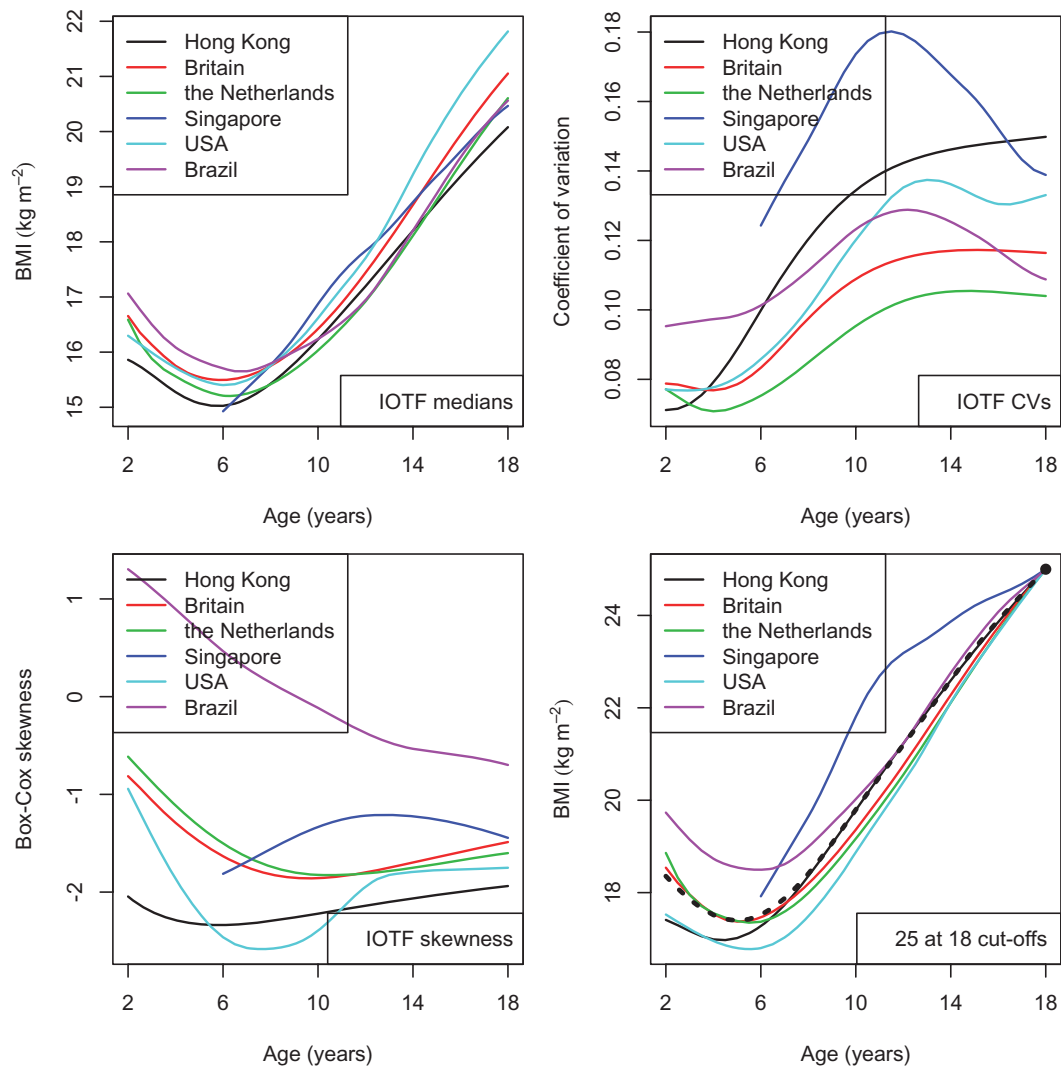 22
21
20
19
18
17
16
15
BMI (kg m−2)
Hong Kong
Britain
the Netherlands
Singapore
USA
Brazil
IOTF medians
2 6 10 14 18
Age (years)
0.18
0.16
0.14
0.12
0.10
0.08
Coefficient of variation
Hong Kong
Britain
the Netherlands
Singapore
USA
Brazil
IOTF CVs
2 6 10 14 18
Age (years)
1
0
-1
-2
Box-Cox skewness
Hong Kong
Britain
the Netherlands
Singapore
USA
Brazil
IOTF skewness
2 6 10 14 18
Age (years)
24
22
20
18
BMI (kg m−2)
Hong Kong
Britain
the Netherlands
Singapore
USA
Brazil
25 at 18 cut-offs
2 6 10 14 18
Age (years)